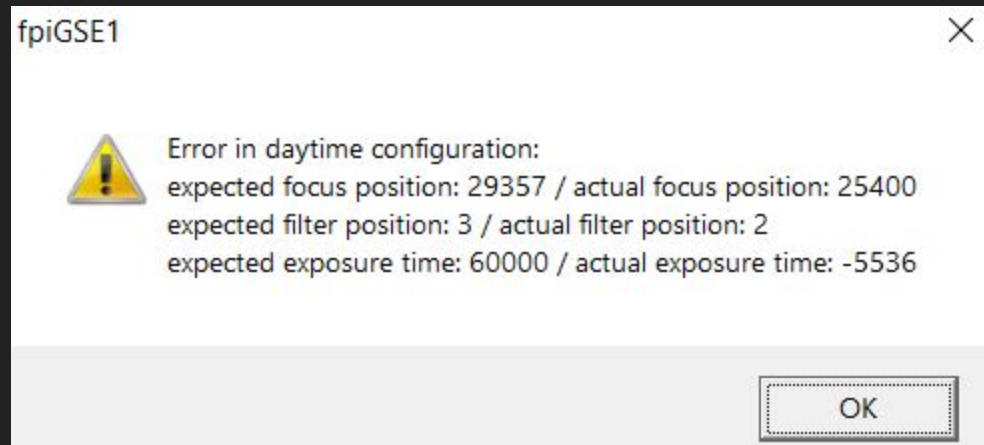 fpiGSE1
Error in daytime configuration:
expected focus position: 29357 / actual focus position: 25400
expected filter position: 3 / actual filter position: 2
expected exposure time: 60000 / actual exposure time: -5536
OK